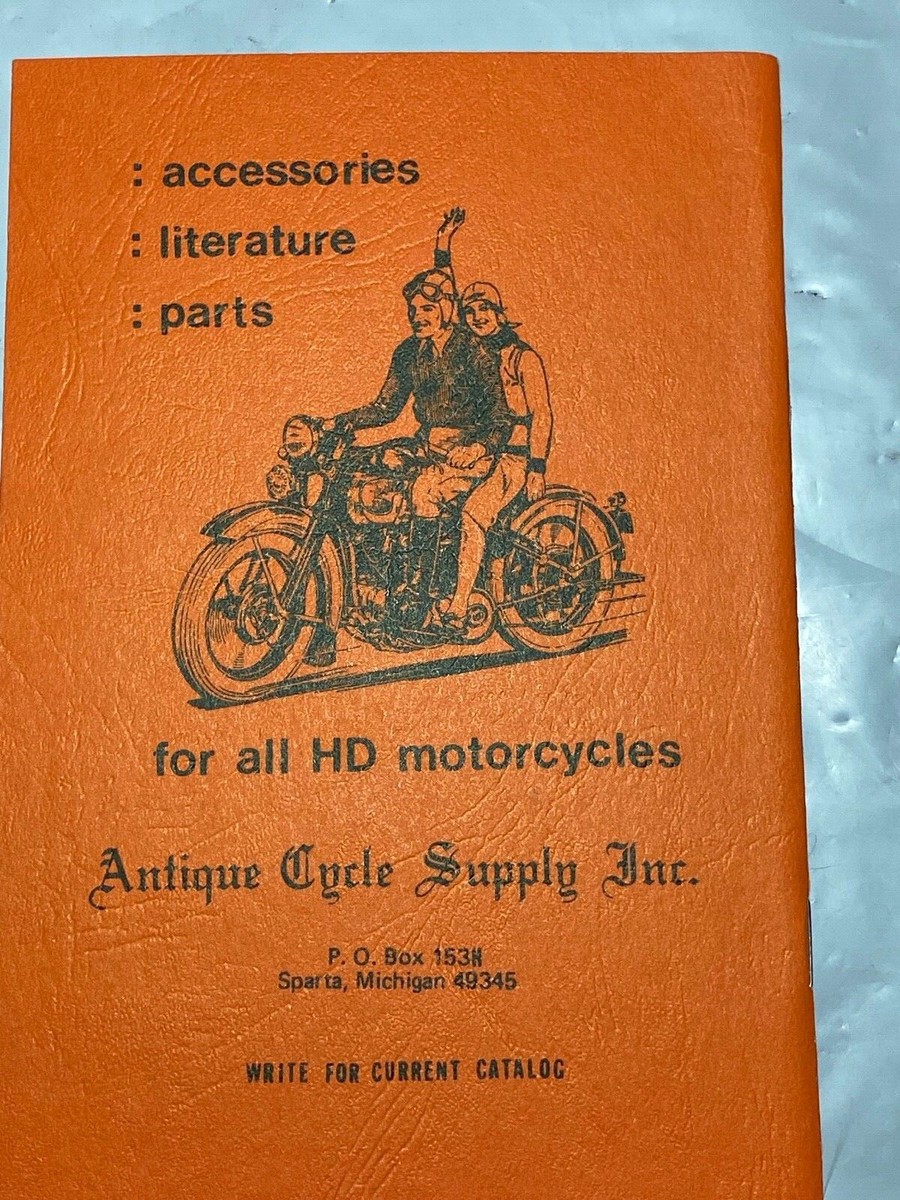 : accessories
: literature
: parts
for all HD motorcycles
Antique Cycle Supply Inc.
P. O. Box 153H
Sparta, Michigan 49345
WRITE FOR CURRENT CATALOG